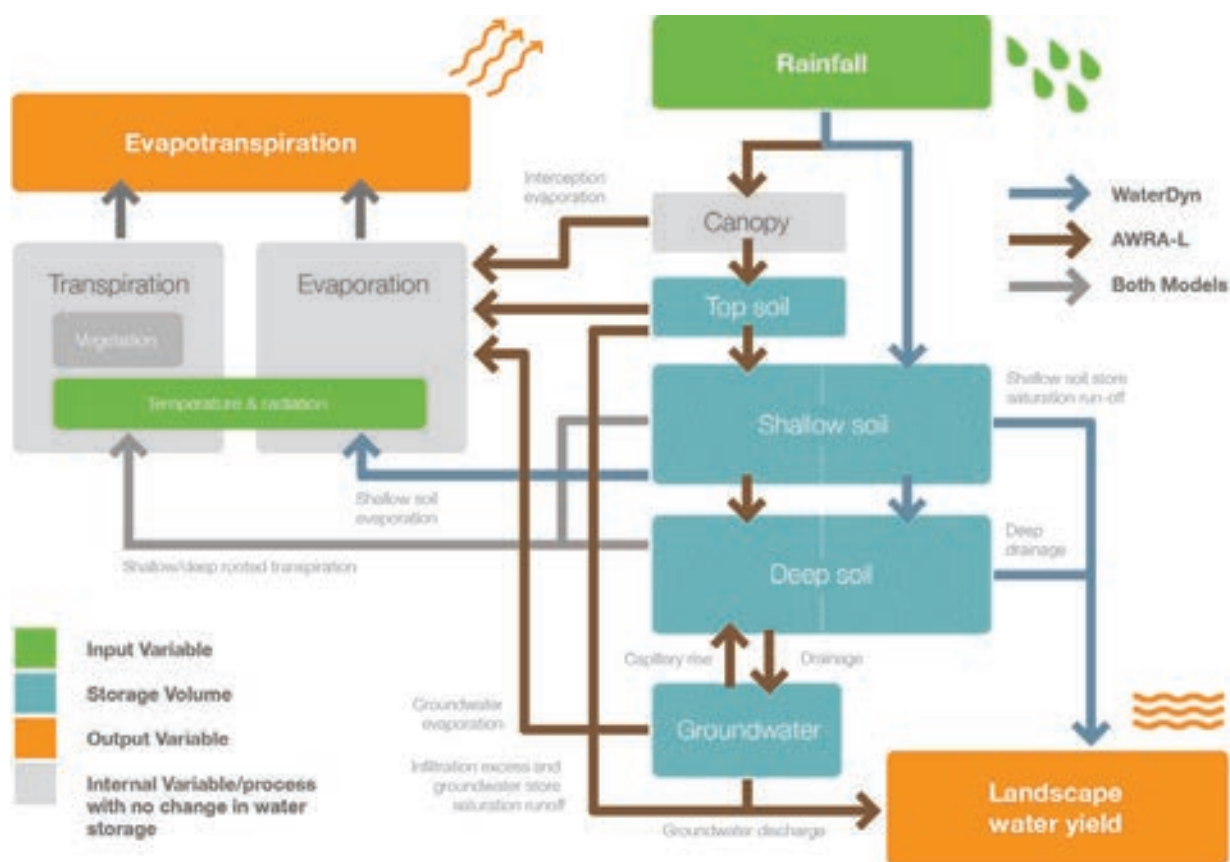 Rainfall
Evapotranspiration
Interception
evaporation
WaterDyn
AWRA-L
Both Models
Canopy
Transpiration
Evaporation
Vegetation
Top soil
Temperature & radiation
Shallow soil
Shallow soil store
saturation run-off
Shallow soil
evaporation
Deep
drainage
Shallow/deep rooted transpiration
Deep soil
Input Variable
Storage Volume
Output Variable
Internal Variable/process
with no change in water
storage
Capillary rise
Drainage
Groundwater
evaporation
Groundwater
Infiltration excess and
groundwater store
saturation runoff
Groundwater discharge
Landscape
water yield